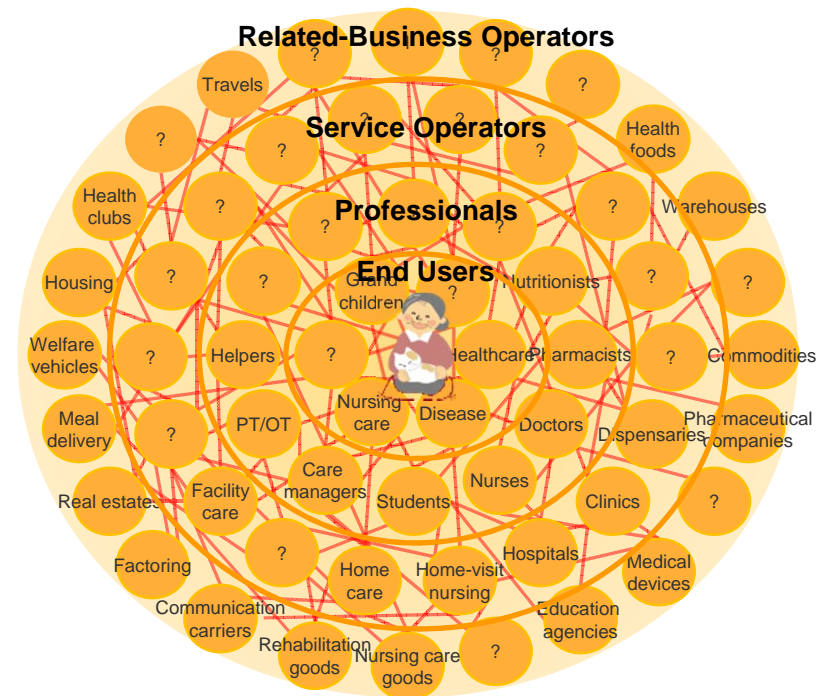 Related-Business Operators
?
?
?
?
Travels
?
?
Service Operators
?
?
?
Health
foods
Health
clubs
?
Professionals
?
?
?
?
Warehouses
Housing
?
?
End Users
Grand
children
?
Nutritionists
?
?
Welfare
vehicles
?
Helpers
?
Healthcare
Pharmacists
?
Commodities
Meal
delivery
?
PT/OT
Nursing
care
Disease
Doctors
Dispensaries
Pharmaceutical
companies
Real estates
Facility
care
Care
managers
Students
Nurses
Clinics
?
Factoring
?
Home
care
Home-visit
nursing
Hospitals
Medical
devices
Communication
carriers
Rehabilitation
goods
Nursing care
goods
?
Education
agencies